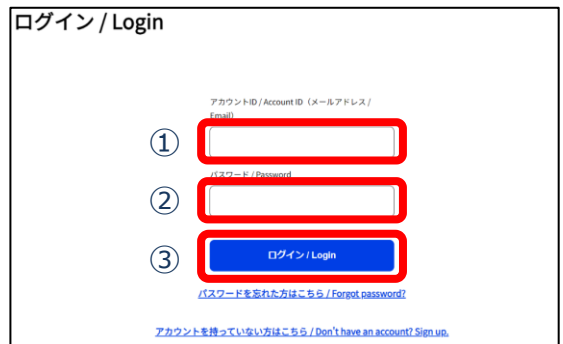 ログイン / Login
アカウントID / Account ID（メールアドレス /
Email）
①
パスワード / Password
②
③
ログイン / Login
パスワードを忘れた方はこちら / Forgot password?
アカウントを持っていない方はこちら / Don't have an account? Sign up.